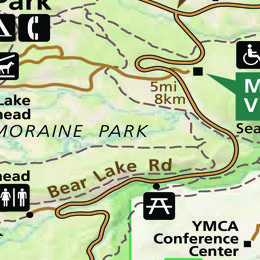 Park
5mi
8km
M
V
Lake
head
MORAINE PARK
Sea
Bear Lake Rd
head
YMCA
Conference
Center